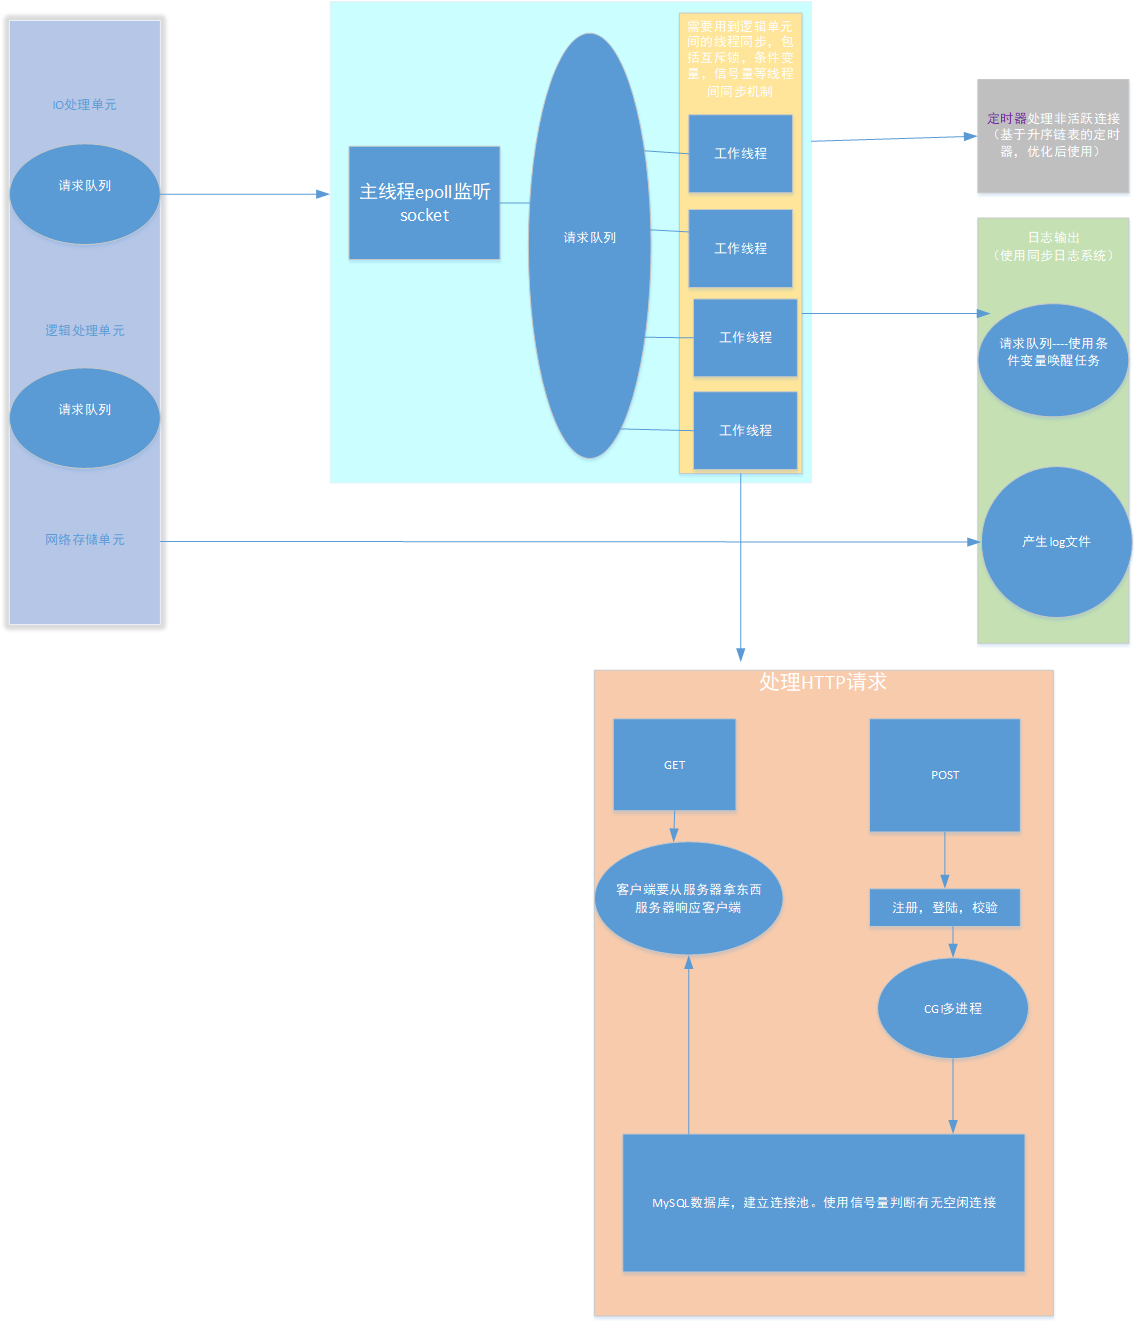 IO处理单元
请求队列
逻辑处理单元
请求队列
网络存储单元
主线程epoll监听
socket
请求队列
需要用到逻辑单元
间的线程同步，包
括互斥锁，条件变
量，信号量等线程
间同步机制
工作线程
工作线程
工作线程
工作线程
定时器处理非活跃连接
（基于升序链表的定时
器，优化后使用）
日志输出
（使用同步日志系统）
请求队列----使用条
件变量唤醒任务
产生log文件
处理HTTP请求
GET
POST
客户端要从服务器拿东西
服务器响应客户端
注册，登陆，校验
CGI多进程
MySQL数据库，建立连接池。使用信号量判断有无空闲连接